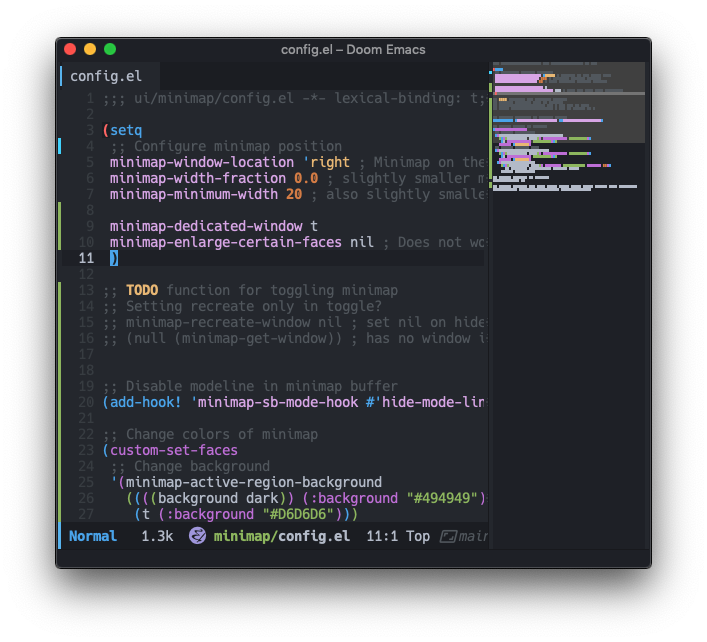 config.el – Doom Emacs
config.el
1 ;;; ui/minimap/config.el -*- lexical-binding: t;
2
3 (setq
4 ;; Configure minimap position
5 minimap-window-location 'right ; Minimap on the
6 minimap-width-fraction 0.0 ; slightly smaller m
7 minimap-minimum-width 20 ; also slightly smalle
8
9 minimap-dedicated-window t
10 minimap-enlarge-certain-faces nil ; Does not wo
11 )
12
13 ;; TODO function for toggling minimap
14 ;; Setting recreate only in toggle?
15 ;; minimap-recreate-window nil ; set nil on hide
16 ;; (null (minimap-get-window)) ; has no window i
17
18
19 ;; Disable modeline in minimap buffer
20 (add-hook! 'minimap-sb-mode-hook #'hide-mode-lin
21
22 ;; Change colors of minimap
23 (custom-set-faces
24 ;; Change background
25 '(minimap-active-region-background
26 ((((background dark)) (:background "#494949")
27 (t (:background "#D6D6D6")))
Normal 1.3k minimap/config.el 11:1 Top main